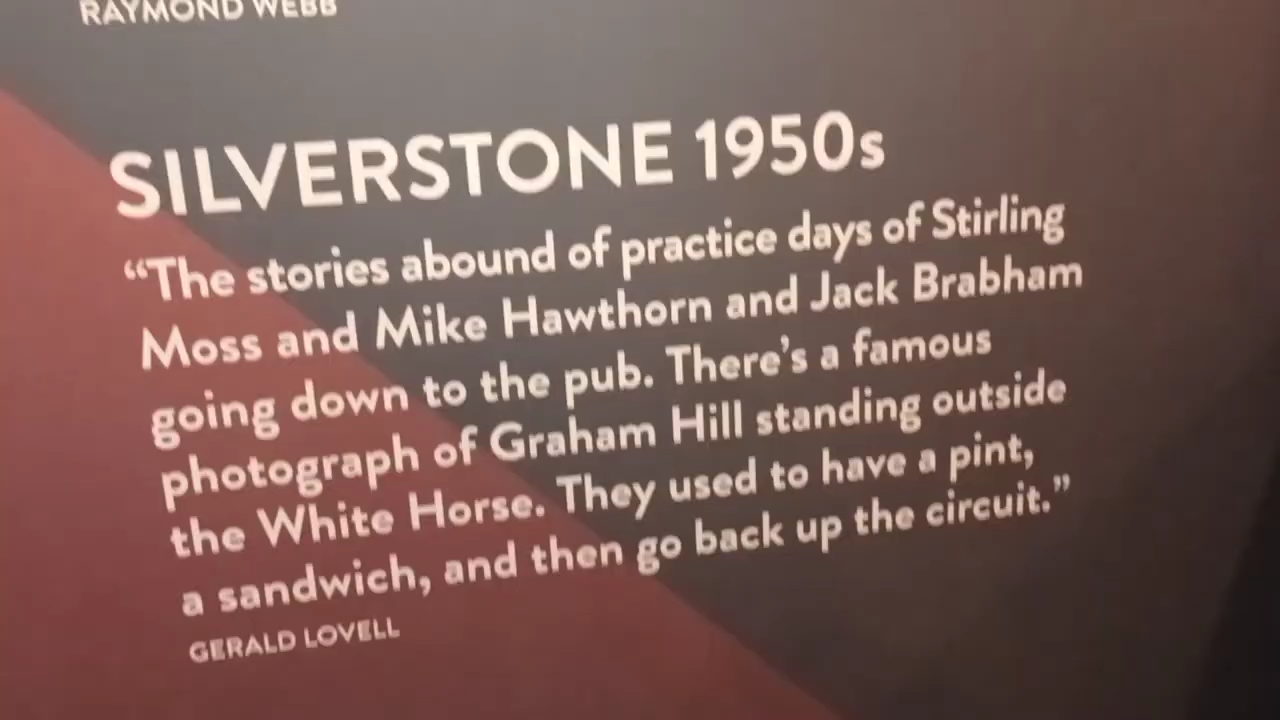 RAYMOND WEBB
SILVERSTONE 1950s
“The stories abound of practice days of Stirling
Moss and Mike Hawthorn and Jack Brabham
going down to the pub. There’s a famous
photograph of Graham Hill standing outside
the White Horse. They used to have a pint,
a sandwich, and then go back up the circuit.”
GERALD LOVELL